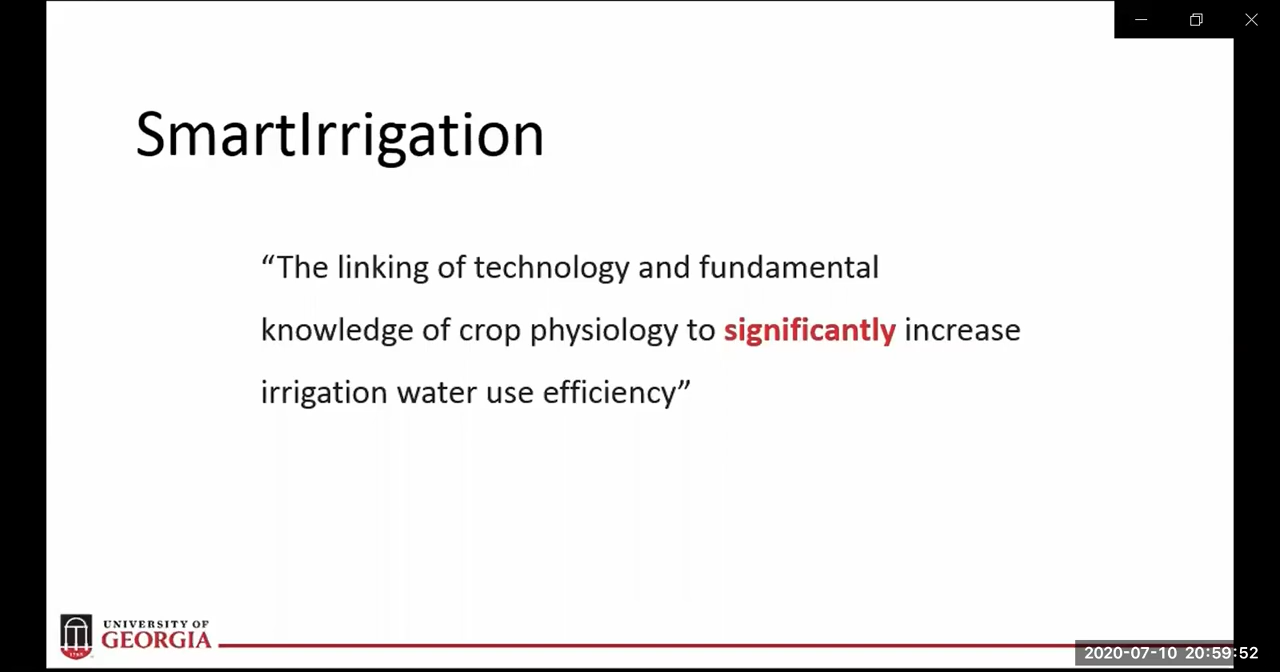 SmartIrrigation
“The linking of technology and fundamental
knowledge of crop physiology to significantly increase
irrigation water use efficiency”
UNIVERSITY OF
GEORGIA
1785
2020-07-10 20:59:52